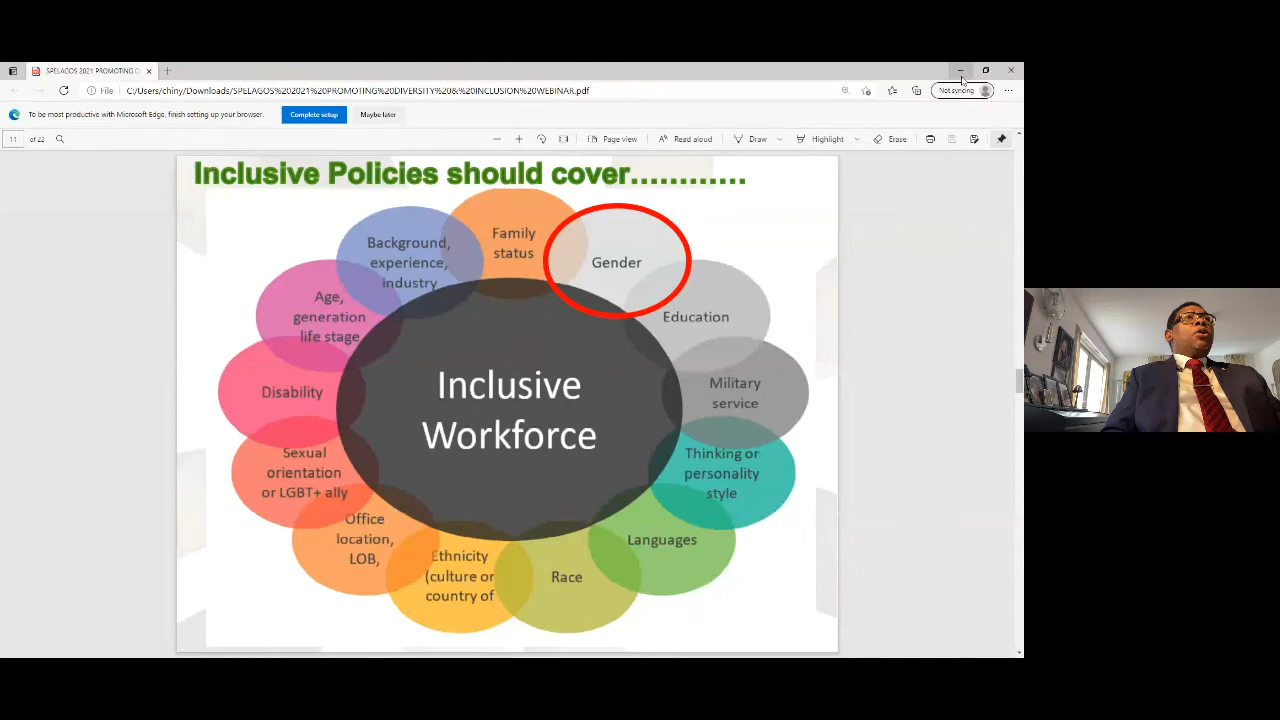 SPELAGOS 2021 PROMOTING
File
C:/Users/chiny/Downloads/SPELAGOS%202021%20PROMOTING%20DIVERSITY%20&%20INCLUSION%20WEBINAR.pdf
Not syncing
To be most productive with Microsoft Edge, finish setting up your browser.
Complete setup
Maybe later
11 of 22
Page view
Read aloud
Draw
Highlight
Erase
Inclusive Policies should cover............
Family
status
Gender
Education
Military
service
Thinking or
personality
style
Languages
Race
Ethnicity
(culture or
country of
Office
location,
LOB,
Sexual
orientation
or LGBT+ ally
Disability
Age,
generation
life stage
Background,
experience,
industry
Inclusive
Workforce